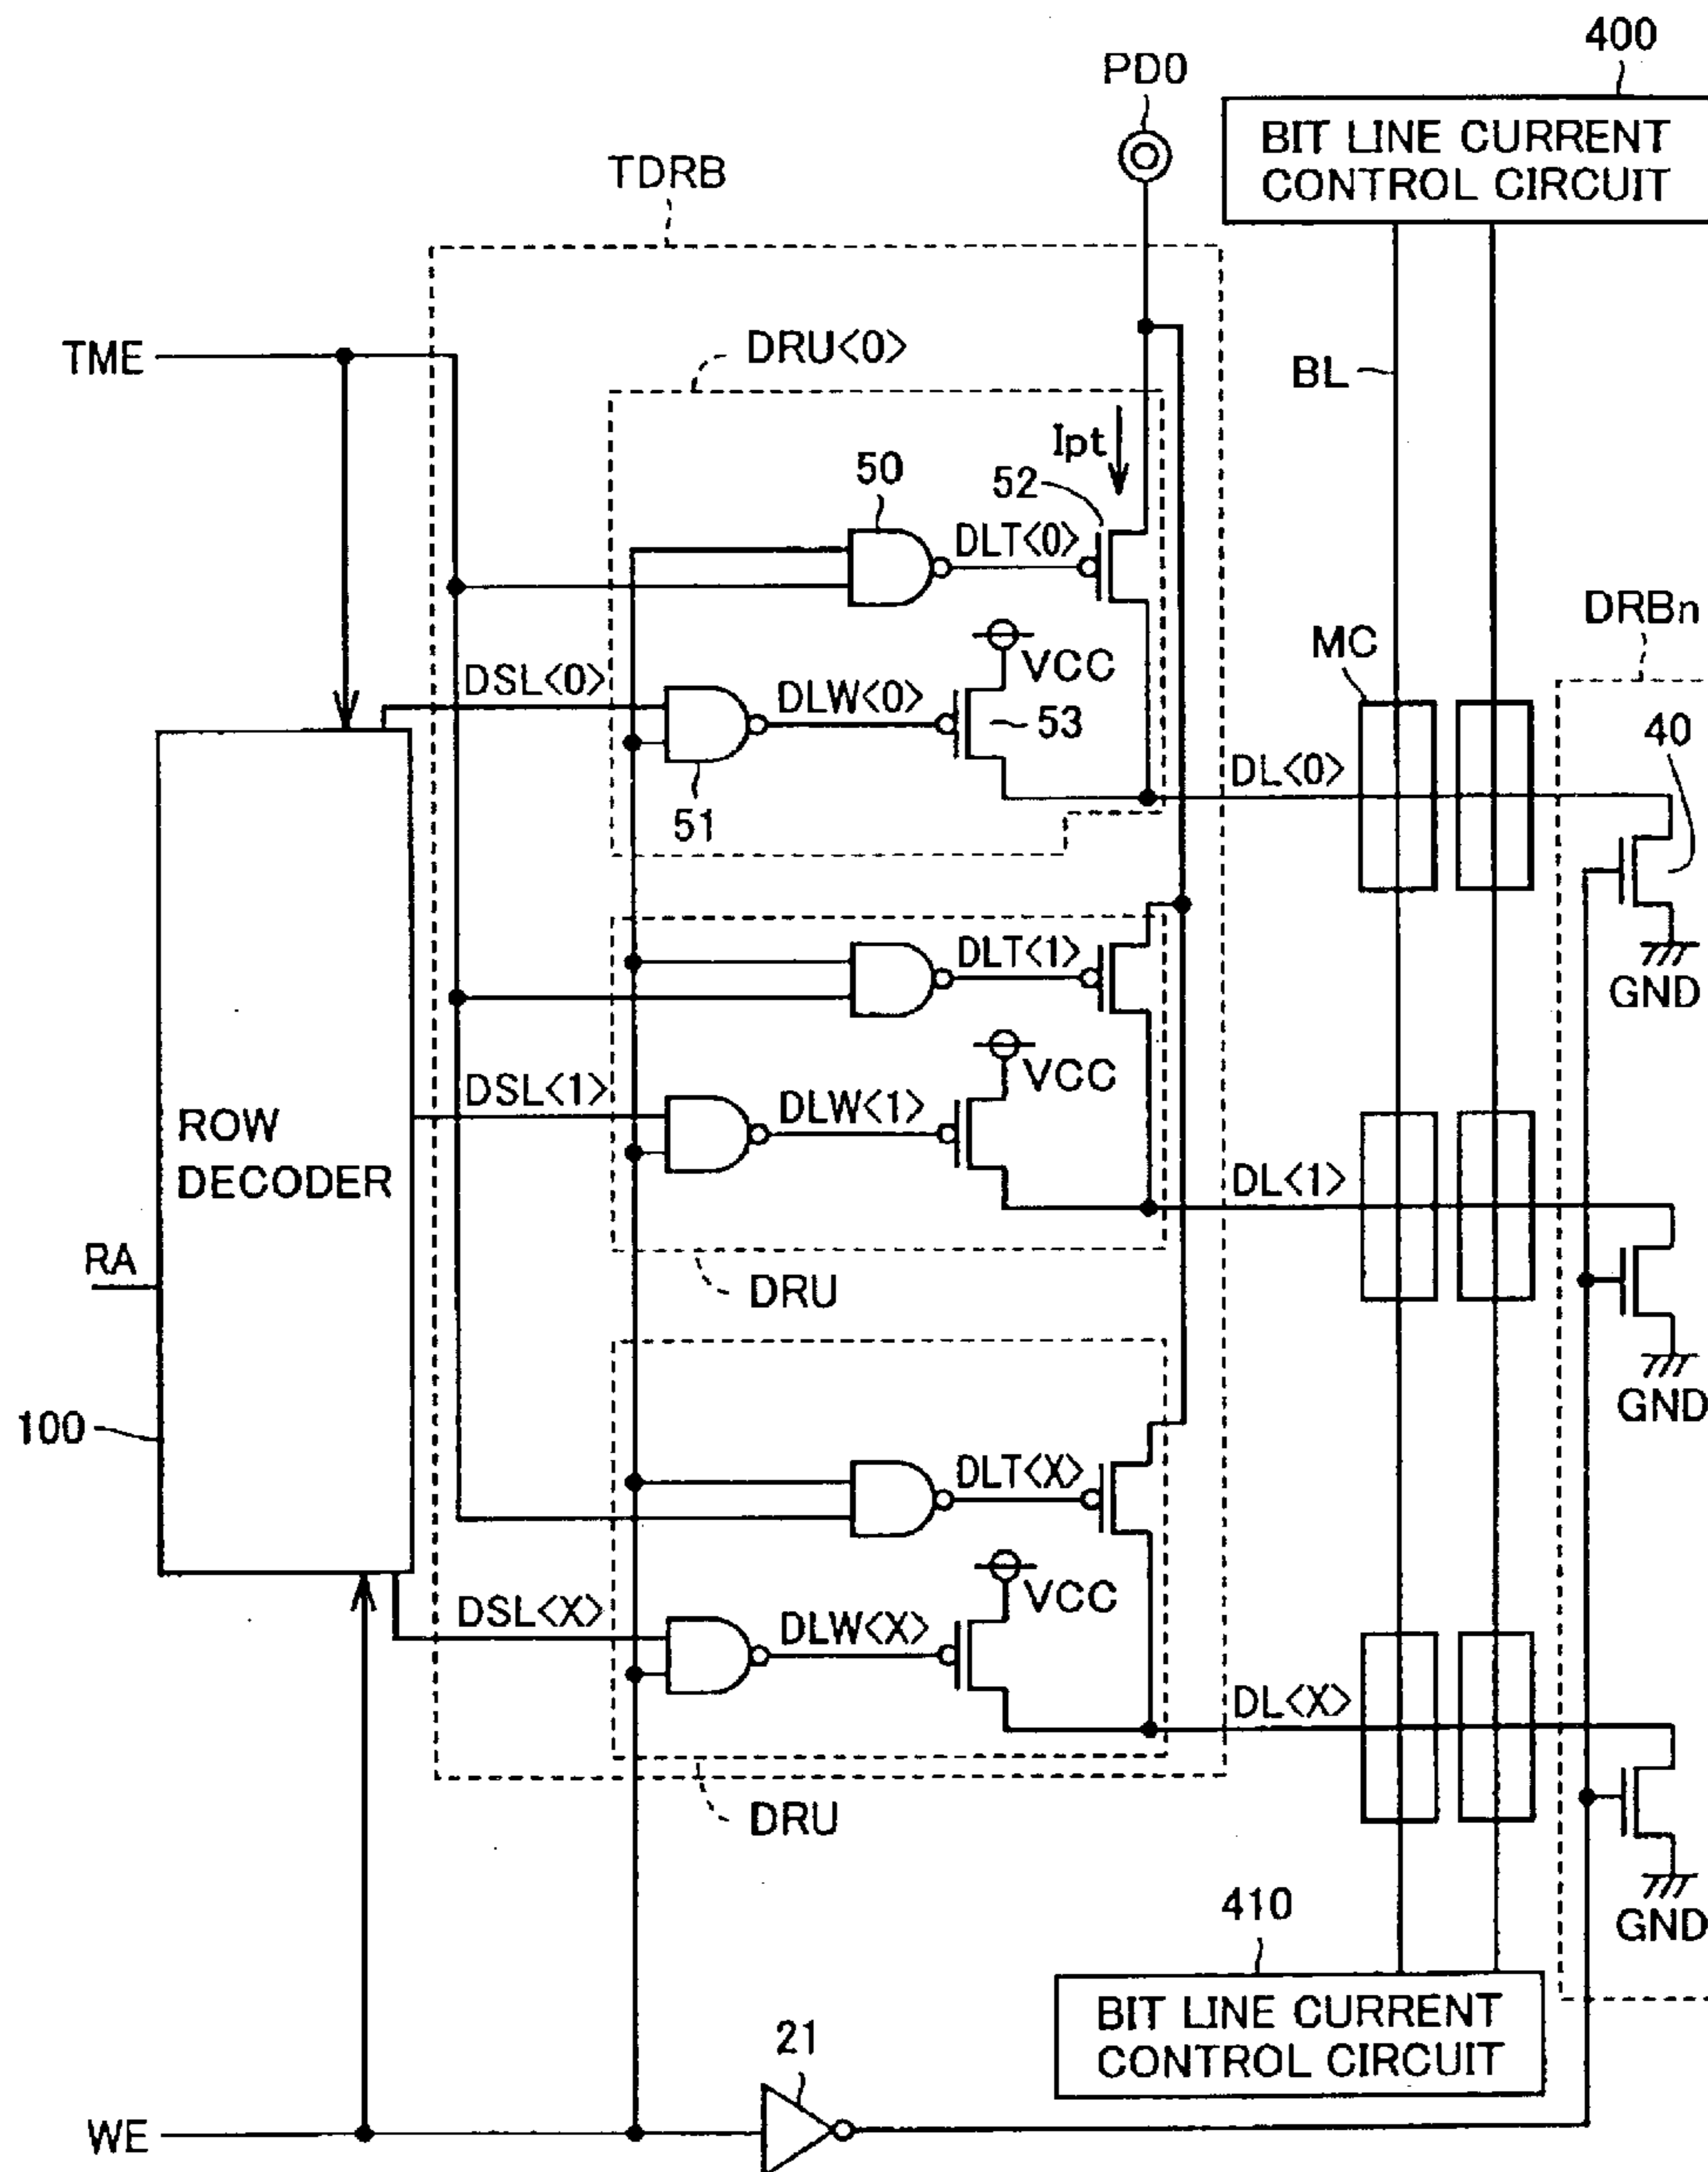 400
PD0
BIT LINE CURRENT
CONTROL CIRCUIT
TDRB
TME
DRU<0>
BL
Ipt
50
52
DLT<0>
DRBn
MC
VCC
DSL<0>
DLW<0>
53
40
DL<0>
51
GND
DLT<1>
VCC
DSL<1>
DLW<1>
ROW
DECODER
DL<1>
RA
DRU
GND
100
DLT<X>
VCC
DSL<X>
DLW<X>
DL<X>
DRU
410
GND
BIT LINE CURRENT
CONTROL CIRCUIT
21
WE